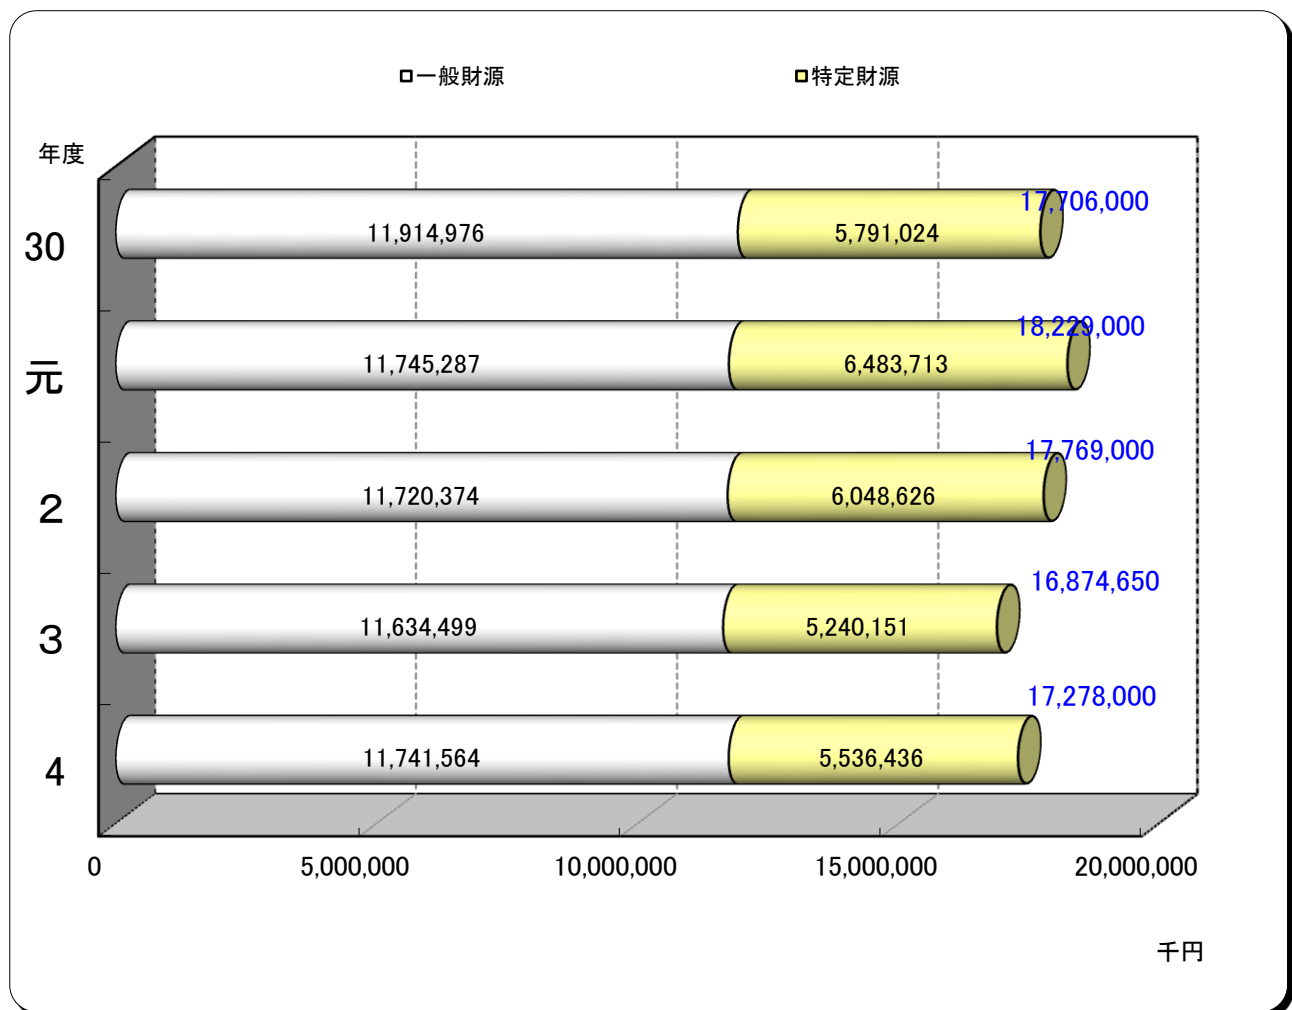 一般財源 特定財源
年度
30 11,914,976 5,791,024 17,706,000
元 11,745,287 6,483,713 18,229,000
2 11,720,374 6,048,626 17,769,000
3 11,634,499 5,240,151 16,874,650
4 11,741,564 5,536,436 17,278,000
0 5,000,000 10,000,000 15,000,000 20,000,000
千円